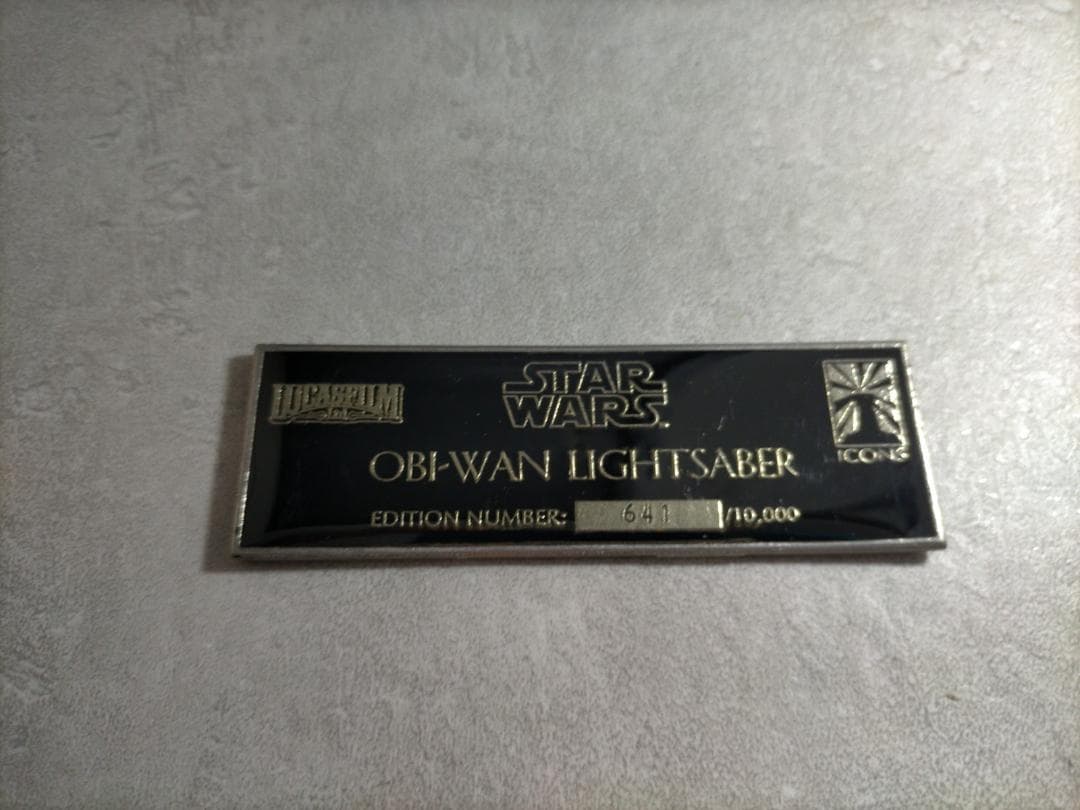 LUCASFILM
STAR
WARS
ICONS
OBI-WAN LIGHTSABER
EDITION NUMBER: 641 /10,000